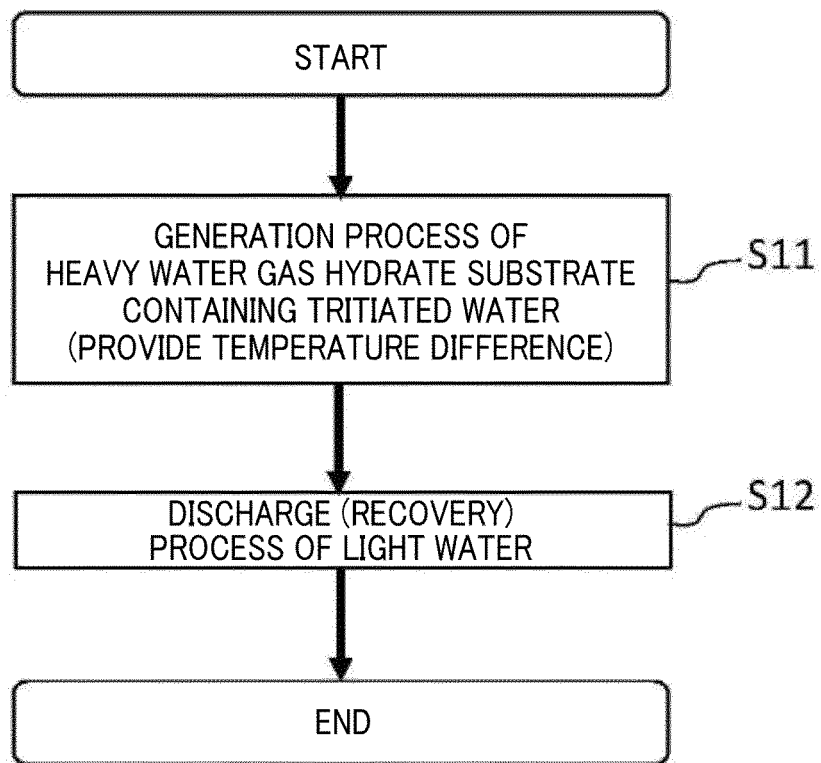 START
GENERATION PROCESS OF
HEAVY WATER GAS HYDRATE SUBSTRATE
CONTAINING TRITIATED WATER
(PROVIDE TEMPERATURE DIFFERENCE)
S11
DISCHARGE (RECOVERY)
PROCESS OF LIGHT WATER
S12
END